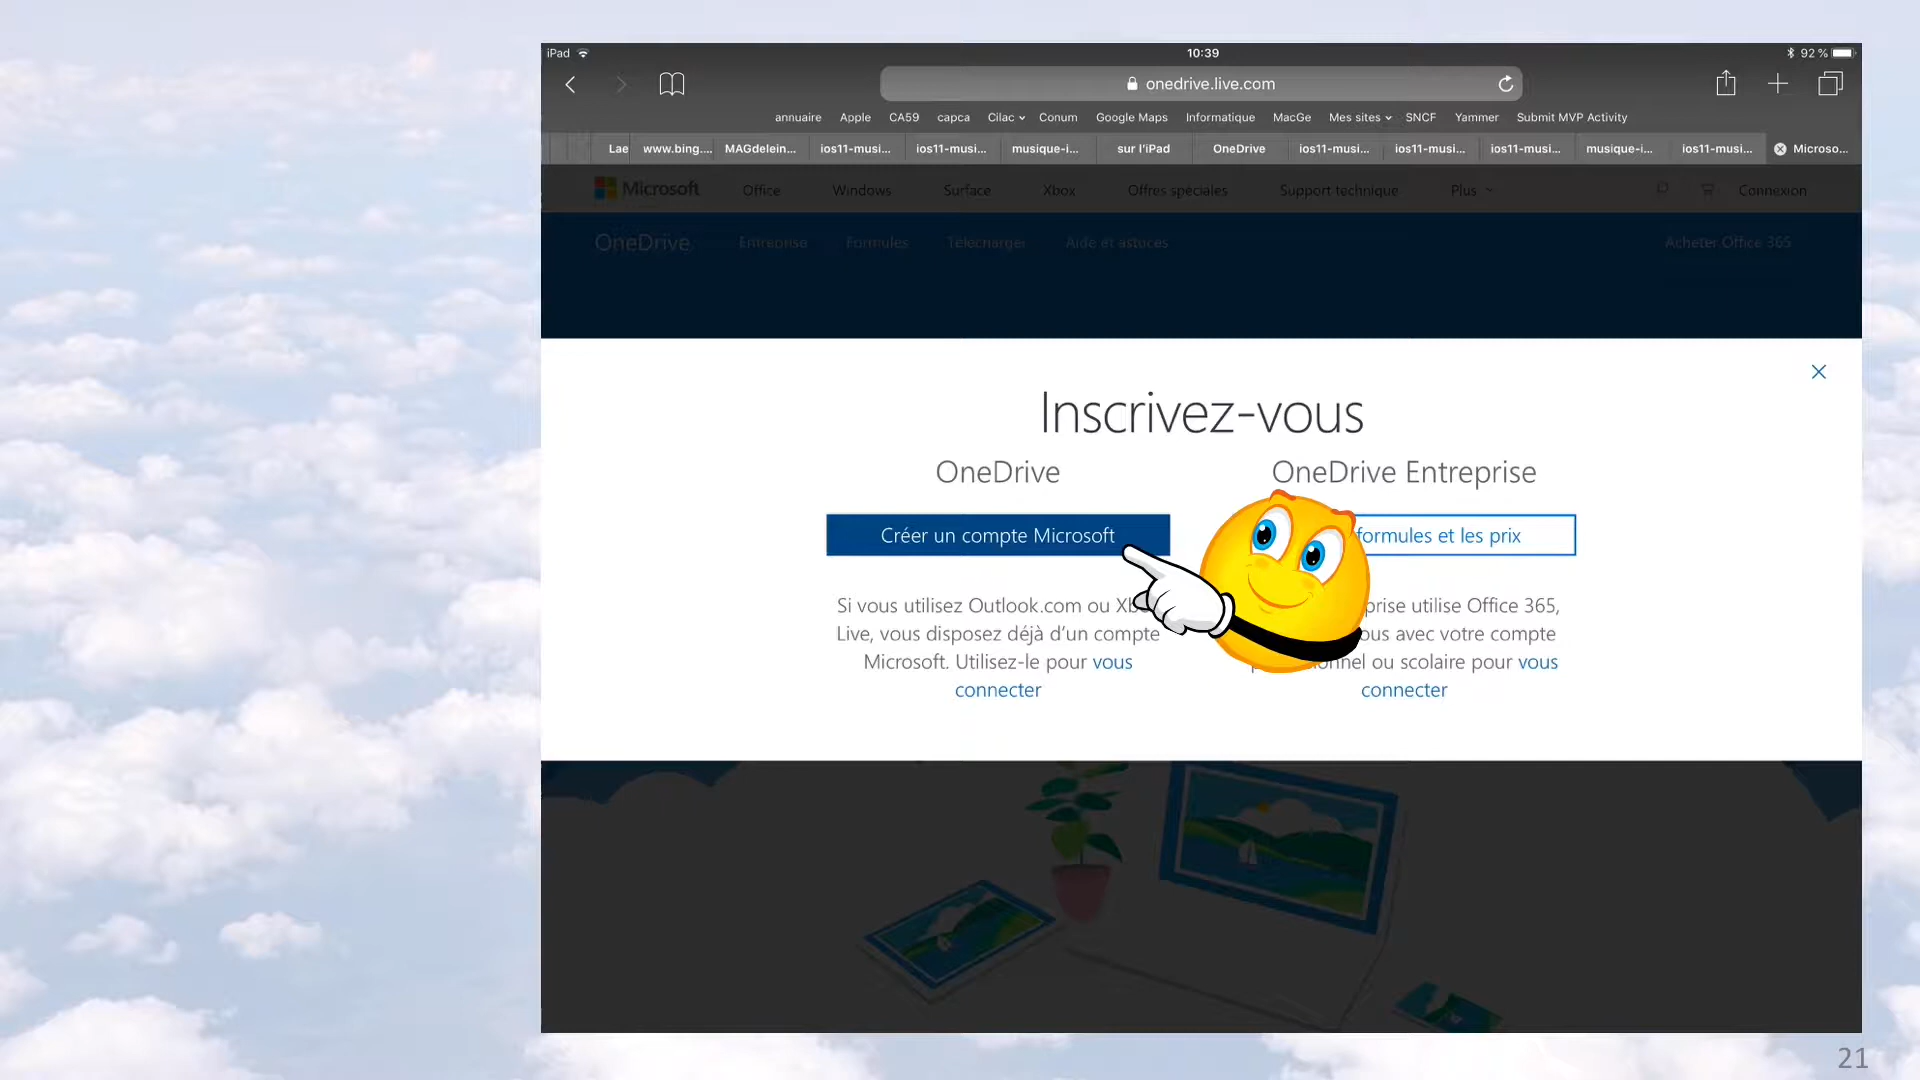 iPad 10:39 92 %
onedrive.live.com
annuaire Apple CA59 capca Cilac Conum Google Maps Informatique MacGe Mes sites SNCF Yammer Submit MVP Activity
Lae www.bing.... MAGdelein... ios11-musi... ios11-musi... musique-i... sur l'iPad OneDrive ios11-musi... ios11-musi... ios11-musi... musique-i... ios11-musi... Microso...
Microsoft Office Windows Surface Xbox Offres spéciales Support technique Plus Connexion
OneDrive Entreprise Formules Télécharger Aide et astuces Acheter Office 365
Inscrivez-vous
OneDrive
Créer un compte Microsoft
Si vous utilisez Outlook.com ou
Live, vous disposez déjà d'un compte
Microsoft. Utilisez-le pour vous
connecter
OneDrive Entreprise
formules et les prix
utilise Office 365,
avec votre compte
ou scolaire pour vous
connecter
21